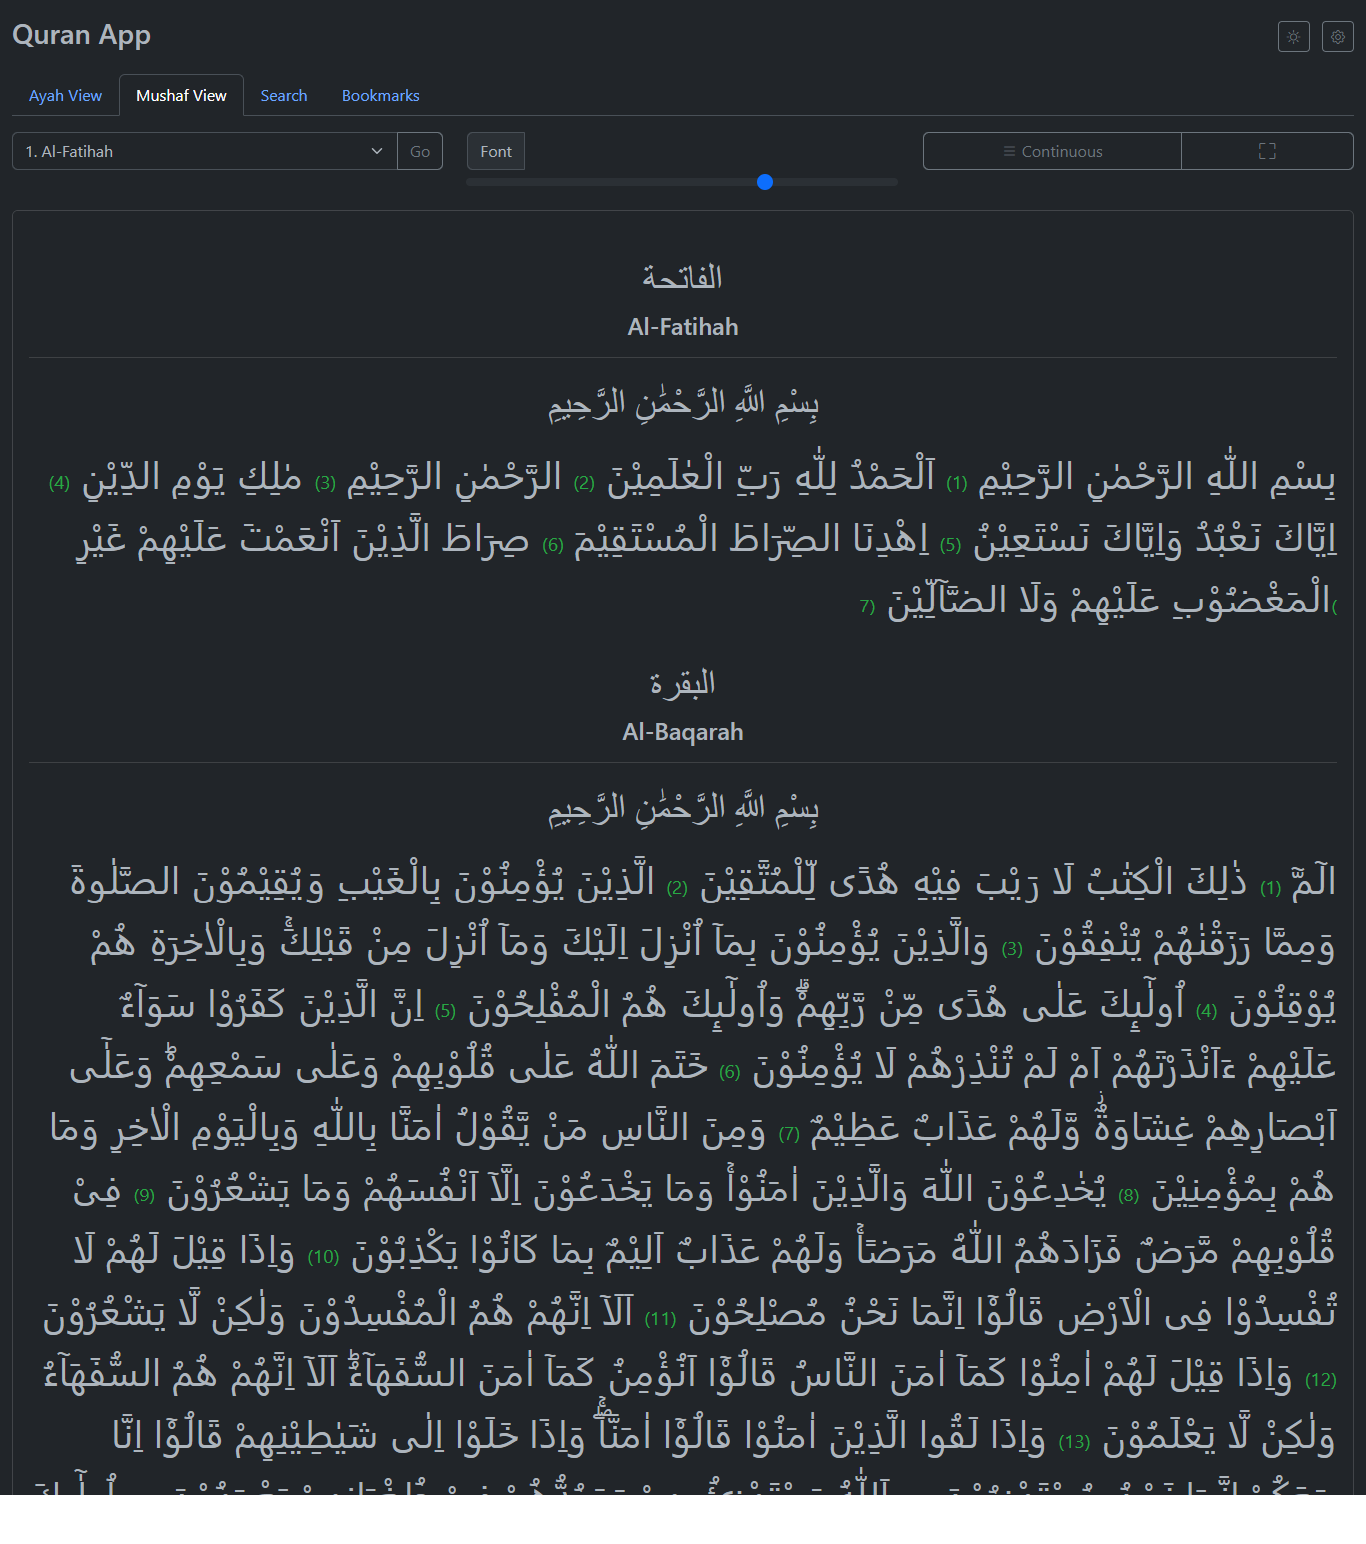 Quran App
Ayah View
Mushaf View
Search
Bookmarks
1. Al-Fatihah
Go
Font
Continuous
الفاتحة
Al-Fatihah
بِسْمِ اللَّهِ الرَّحْمَٰنِ الرَّحِيمِ
بِسْمِ اللّٰهِ الرَّحْمٰنِ الرَّحِيْمِ (1) اَلْحَمْدُ لِلّٰهِ رَبِّ الْعٰلَمِيْنَ (2) الرَّحْمٰنِ الرَّحِيْمِ (3) مٰلِكِ يَوْمِ الدِّيْنِ (4)
اِيَّاكَ نَعْبُدُ وَاِيَّاكَ نَسْتَعِيْنُ (5) اِهْدِنَا الصِّرَاطَ الْمُسْتَقِيْمَ (6) صِرَاطَ الَّذِيْنَ اَنْعَمْتَ عَلَيْهِمْ غَيْرِ
الْمَغْضُوْبِ عَلَيْهِمْ وَلَا الضَّآلِّيْنَ (7)
البقرة
Al-Baqarah
بِسْمِ اللَّهِ الرَّحْمَٰنِ الرَّحِيمِ
الٓمّٓ (1) ذٰلِكَ الْكِتٰبُ لَا رَيْبَ فِيْهِ هُدًى لِّلْمُتَّقِيْنَ (2) الَّذِيْنَ يُؤْمِنُوْنَ بِالْغَيْبِ وَيُقِيْمُوْنَ الصَّلٰوةَ
وَمِمَّا رَزَقْنٰهُمْ يُنْفِقُوْنَ (3) وَالَّذِيْنَ يُؤْمِنُوْنَ بِمَآ اُنْزِلَ اِلَيْكَ وَمَآ اُنْزِلَ مِنْ قَبْلِكَۚ وَبِالْاٰخِرَةِ هُمْ
يُوْقِنُوْنَ (4) اُولٰٓىِٕكَ عَلٰى هُدًى مِّنْ رَّبِّهِمْۗ وَاُولٰٓىِٕكَ هُمُ الْمُفْلِحُوْنَ (5) اِنَّ الَّذِيْنَ كَفَرُوْا سَوَآءٌ
عَلَيْهِمْ ءَاَنْذَرْتَهُمْ اَمْ لَمْ تُنْذِرْهُمْ لَا يُؤْمِنُوْنَ (6) خَتَمَ اللّٰهُ عَلٰى قُلُوْبِهِمْ وَعَلٰى سَمْعِهِمْؕ وَعَلٰٓى
اَبْصَارِهِمْ غِشَاوَةٌؗ وَّلَهُمْ عَذَابٌ عَظِيْمٌ (7) وَمِنَ النَّاسِ مَنْ يَّقُوْلُ اٰمَنَّا بِاللّٰهِ وَبِالْيَوْمِ الْاٰخِرِ وَمَا
هُمْ بِمُؤْمِنِيْنَ (8) يُخٰدِعُوْنَ اللّٰهَ وَالَّذِيْنَ اٰمَنُوْاۚ وَمَا يَخْدَعُوْنَ اِلَّآ اَنْفُسَهُمْ وَمَا يَشْعُرُوْنَ (9) فِىْ
قُلُوْبِهِمْ مَّرَضٌ فَزَادَهُمُ اللّٰهُ مَرَضًاۚ وَلَهُمْ عَذَابٌ اَلِيْمٌ بِمَا كَانُوْا يَكْذِبُوْنَ (10) وَاِذَا قِيْلَ لَهُمْ لَا
تُفْسِدُوْا فِى الْاَرْضِ قَالُوْٓا اِنَّمَا نَحْنُ مُصْلِحُوْنَ (11) اَلَآ اِنَّهُمْ هُمُ الْمُفْسِدُوْنَ وَلٰكِنْ لَّا يَشْعُرُوْنَ
(12) وَاِذَا قِيْلَ لَهُمْ اٰمِنُوْا كَمَآ اٰمَنَ النَّاسُ قَالُوْٓا اَنُؤْمِنُ كَمَآ اٰمَنَ السُّفَهَآءُؕ اَلَآ اِنَّهُمْ هُمُ السُّفَهَآءُ
وَلٰكِنْ لَّا يَعْلَمُوْنَ (13) وَاِذَا لَقُوا الَّذِيْنَ اٰمَنُوْا قَالُوْٓا اٰمَنَّاۖۚ وَاِذَا خَلَوْا اِلٰى شَيٰطِيْنِهِمْ قَالُوْٓا اِنَّا